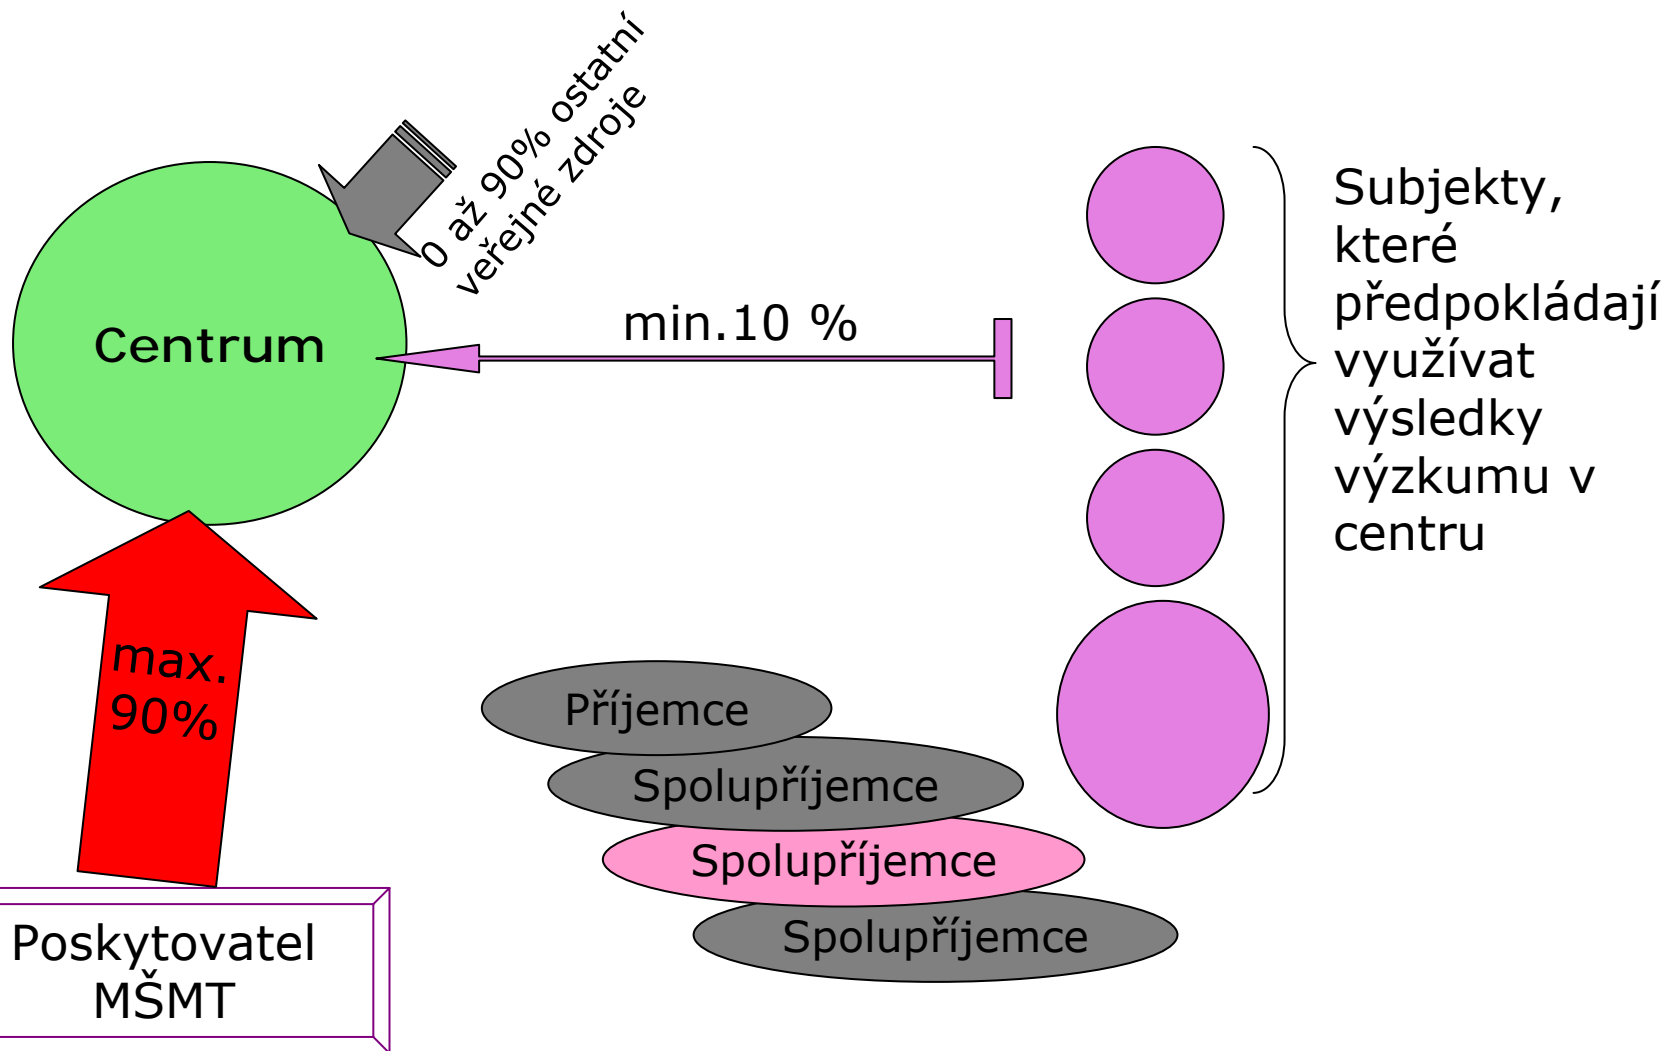 0 až 90% ostatní
veřejné zdroje
Centrum
min.10 %
Subjekty,
které
předpokládají
využívat
výsledky
výzkumu v
centru
max.
90%
Příjemce
Spolupříjemce
Spolupříjemce
Spolupříjemce
Poskytovatel
MŠMT